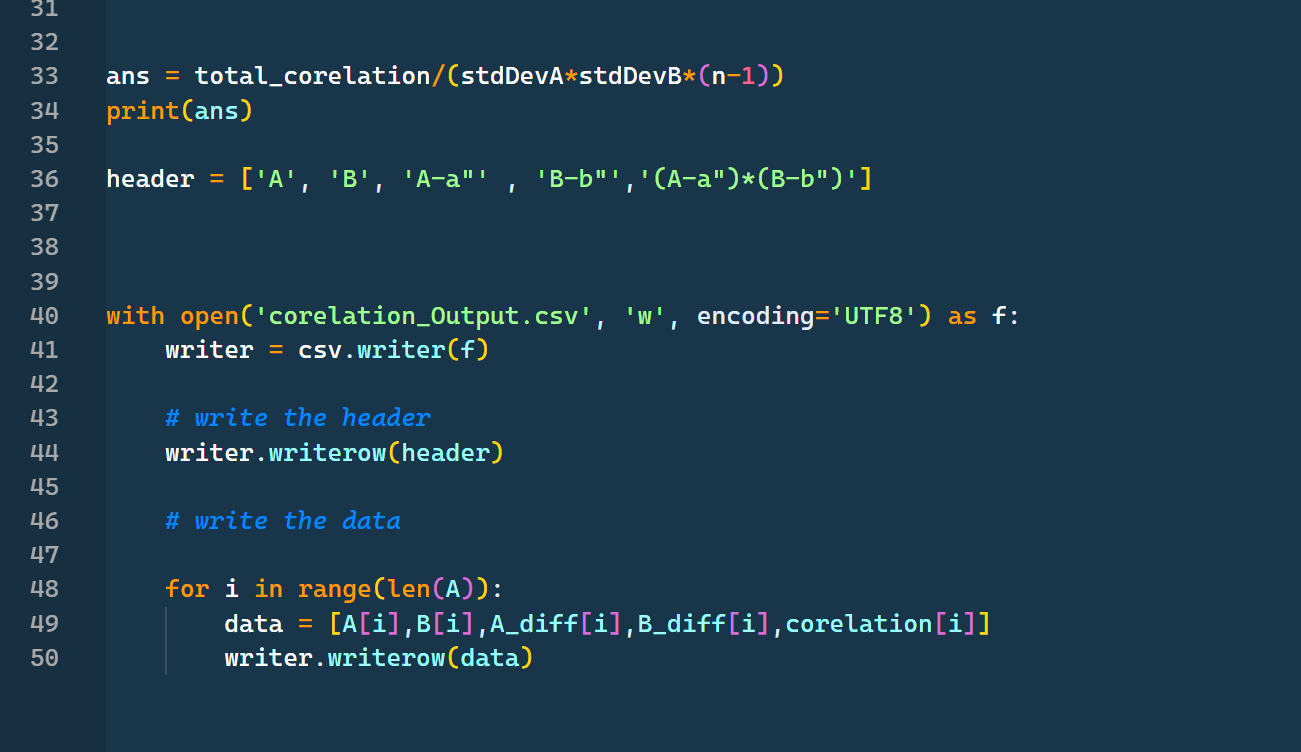 31
32
33 ans = total_corelation/(stdDevA*stdDevB*(n-1))
34 print(ans)
35
36 header = ['A', 'B', 'A-a"' , 'B-b"','(A-a")*(B-b")']
37
38
39
40 with open('corelation_Output.csv', 'w', encoding='UTF8') as f:
41     writer = csv.writer(f)
42
43     # write the header
44     writer.writerow(header)
45
46     # write the data
47
48     for i in range(len(A)):
49         data = [A[i],B[i],A_diff[i],B_diff[i],corelation[i]]
50         writer.writerow(data)